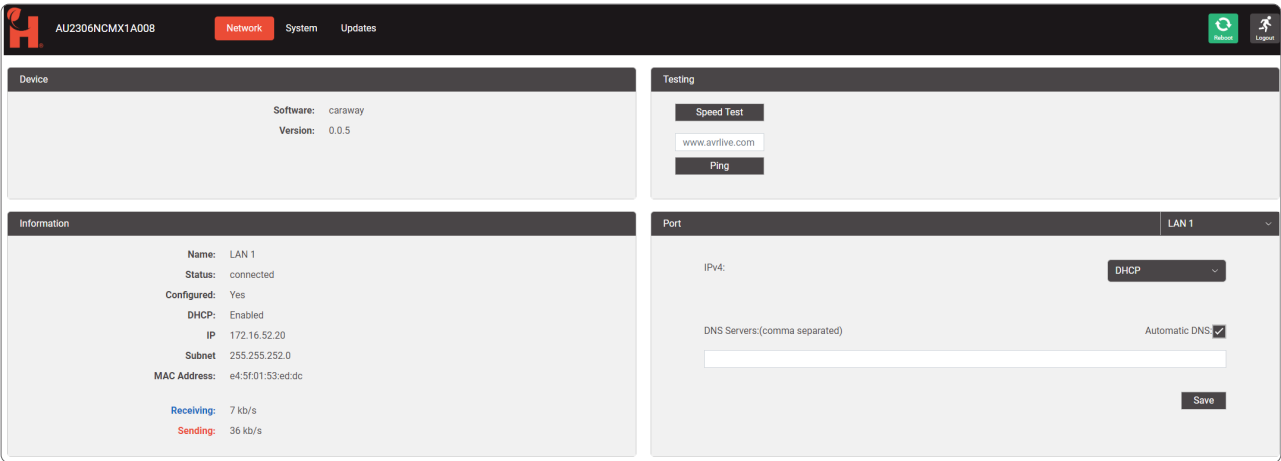 H
AU2306NCMX1A008
Network
System
Updates
Reboot
Logout
Device
Software: caraway
Version: 0.0.5
Testing
Speed Test
www.avrlive.com
Ping
Information
Name: LAN 1
Status: connected
Configured: Yes
DHCP: Enabled
IP 172.16.52.20
Subnet 255.255.252.0
MAC Address: e4:5f:01:53:ed:dc
Receiving: 7 kb/s
Sending: 36 kb/s
Port
LAN 1
IPv4:
DHCP
DNS Servers:(comma separated)
Automatic DNS:
Save